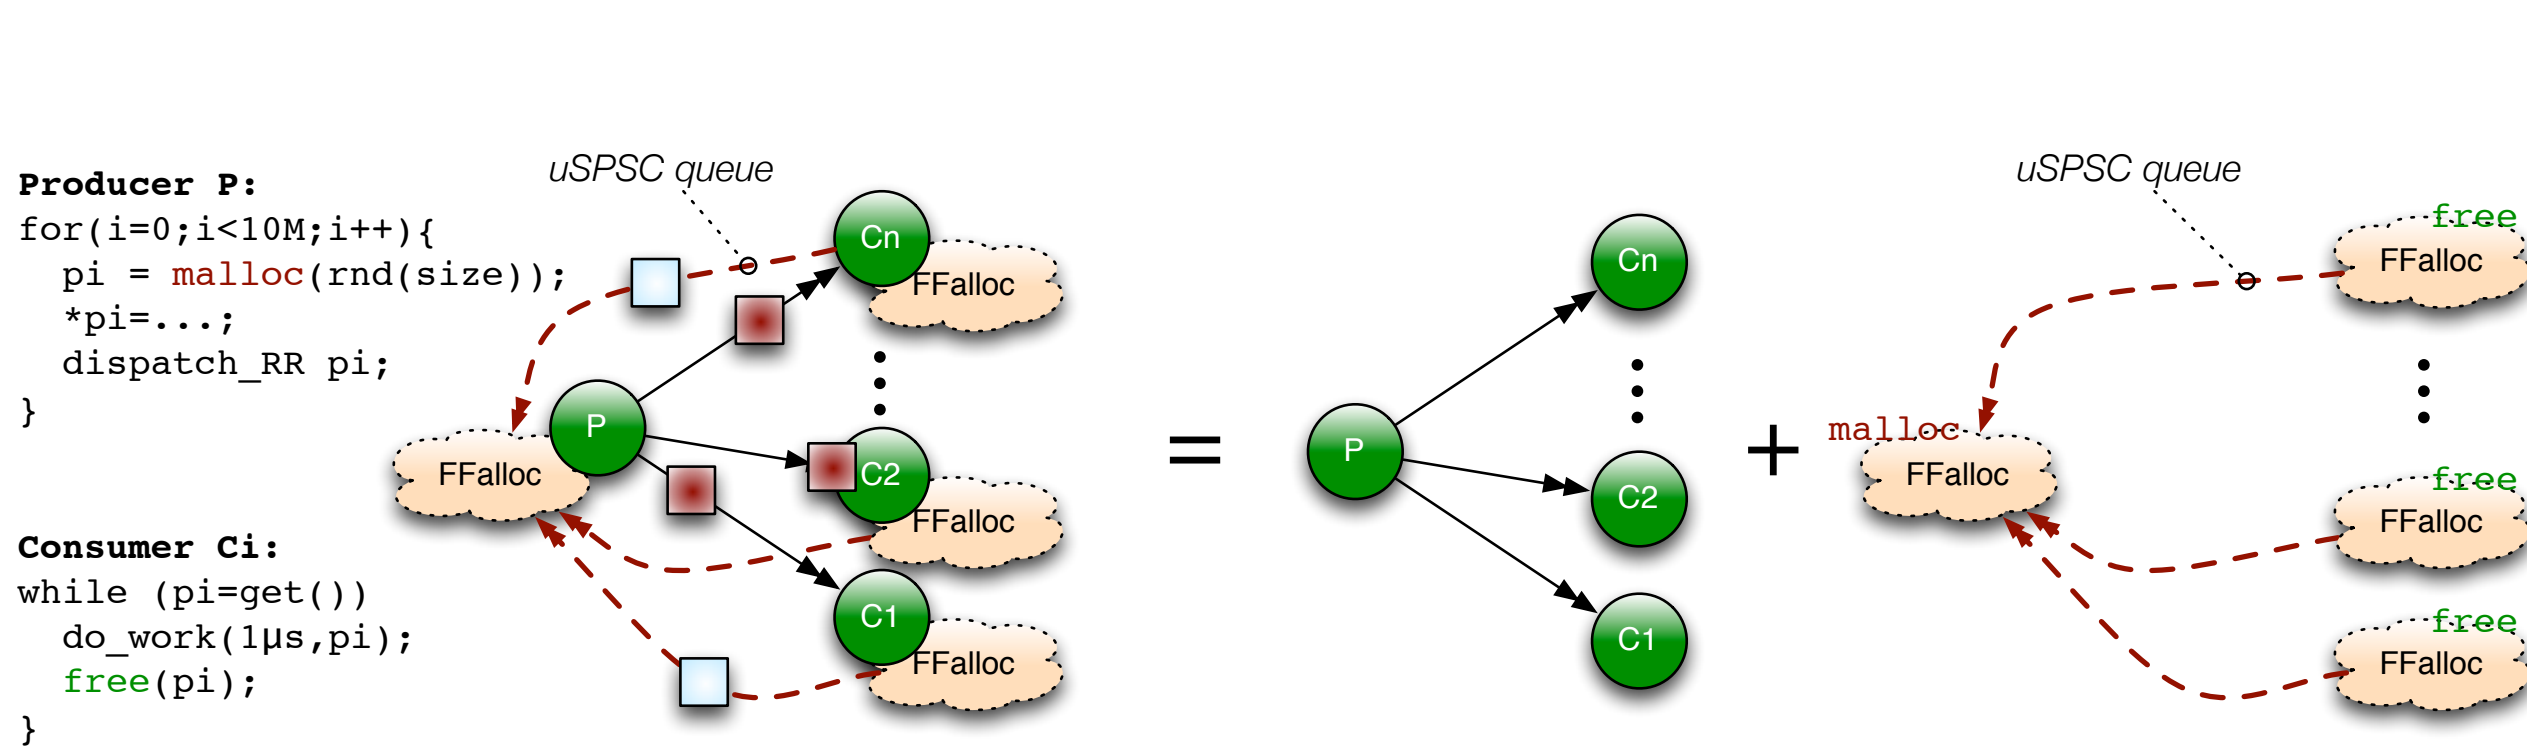 Producer P:
for(i=0;i<10M;i++){
  pi = malloc(rnd(size));
  *pi=...;
  dispatch_RR pi;
}
Consumer Ci:
while (pi=get())
  do_work(1µs,pi);
  free(pi);
}
uSPSC queue
Cn
FFalloc
P
FFalloc
C2
FFalloc
C1
FFalloc
=
Cn
P
C2
C1
+
uSPSC queue
free
FFalloc
malloc
FFalloc
free
FFalloc
free
FFalloc